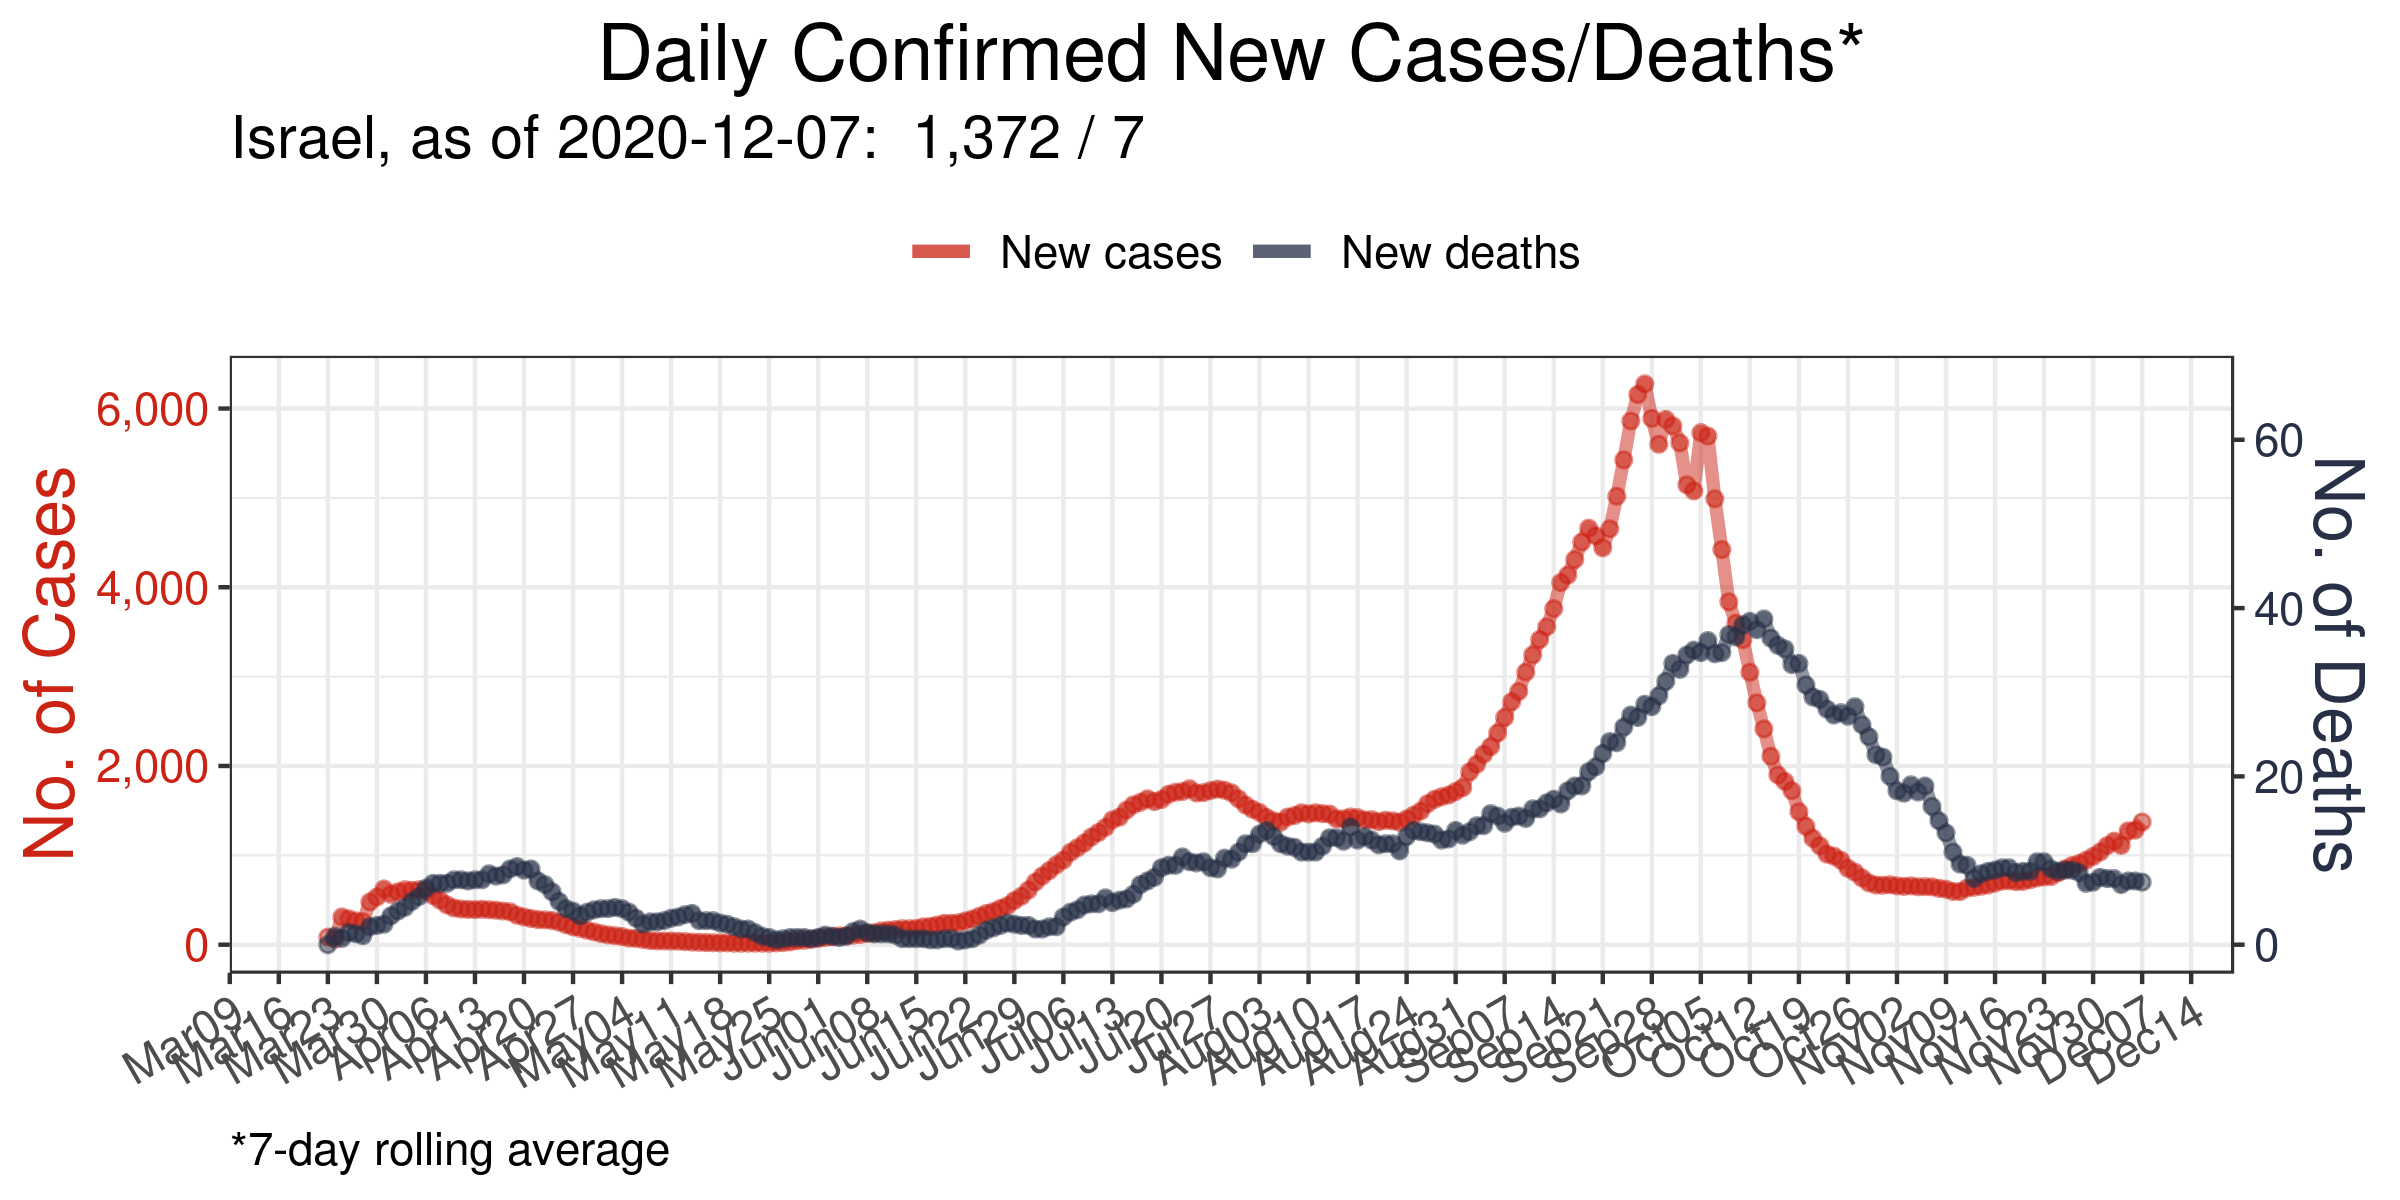 Daily Confirmed New Cases/Deaths*
Israel, as of 2020-12-07:  1,372 / 7
New cases
New deaths
No. of Cases
6,000
4,000
2,000
0
60
40
20
0
No. of Deaths
Mar09
Mar16
Mar23
Mar30
Apr06
Apr13
Apr20
Apr27
May04
May11
May18
May25
Jun01
Jun08
Jun15
Jun22
Jun29
Jul06
Jul13
Jul20
Jul27
Aug03
Aug10
Aug17
Aug24
Aug31
Sep07
Sep14
Sep21
Sep28
Oct05
Oct12
Oct19
Oct26
Nov02
Nov09
Nov16
Nov23
Nov30
Dec07
Dec14
*7-day rolling average